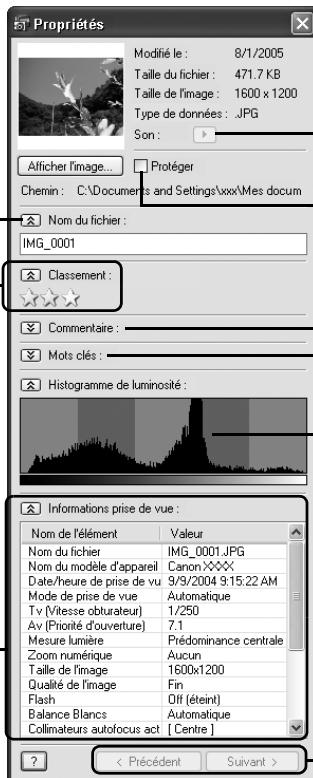 Propriétés
Modifié le : 8/1/2005
Taille du fichier : 471.7 KB
Taille de l'image : 1600 x 1200
Type de données : .JPG
Son :
Afficher l'image... Protéger
Chemin : C:\Documents and Settings\xxx\Mes docum
Nom du fichier :
IMG_0001
Classement :
Commentaire :
Mots clés :
Histogramme de luminosité :
Informations prise de vue :
Nom de l'élément Valeur
Nom du fichier IMG_0001.JPG
Nom du modèle d'appareil Canon XXXX
Date/heure de prise de vu 9/9/2004 9:15:22 AM
Mode de prise de vue Automatique
Tv (Vitesse obturateur) 1/250
Av (Priorité d'ouverture) 7.1
Mesure lumière Prédominance centrale
Zoom numérique Aucun
Taille de l'image 1600x1200
Qualité de l'image Fin
Flash Off (éteint)
Balance Blancs Automatique
Collimateurs autofocus act [ Centre ]
? < Précédent Suivant >